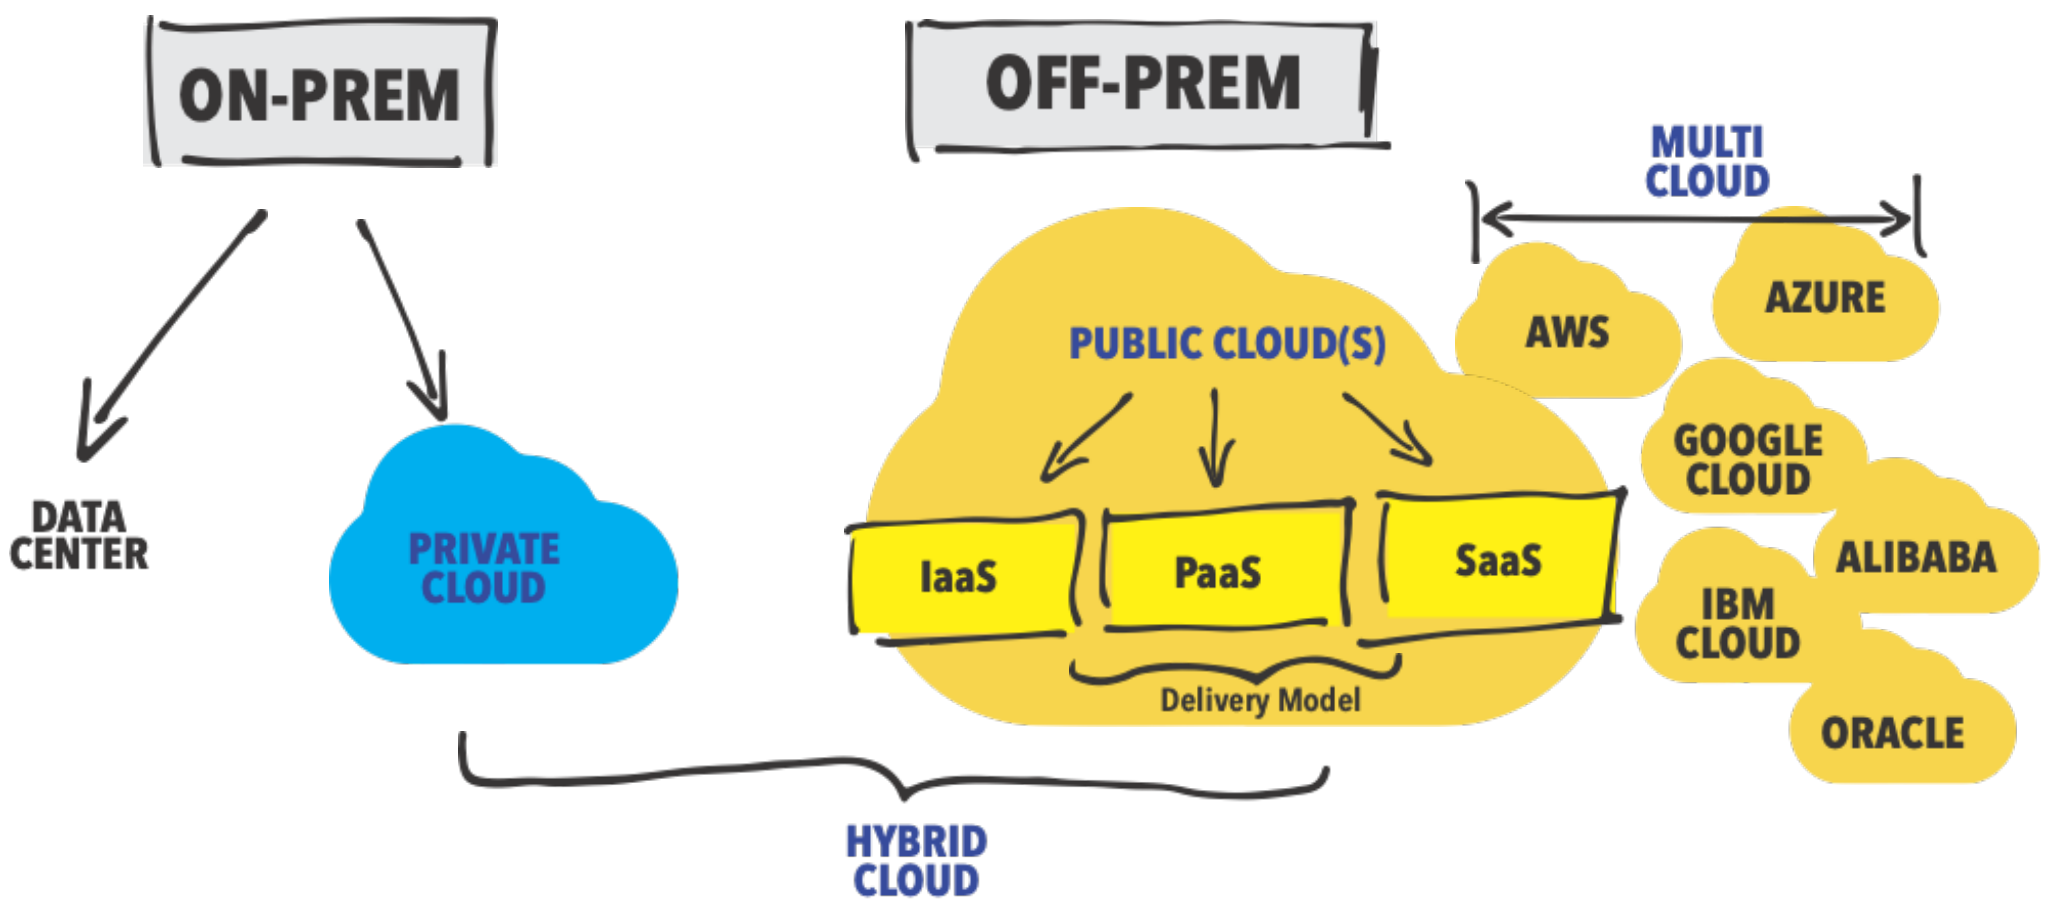 ON-PREM
OFF-PREM
MULTI
CLOUD
AZURE
AWS
PUBLIC CLOUD(S)
GOOGLE
CLOUD
DATA
CENTER
PRIVATE
CLOUD
IaaS
PaaS
SaaS
ALIBABA
IBM
CLOUD
Delivery Model
ORACLE
HYBRID
CLOUD